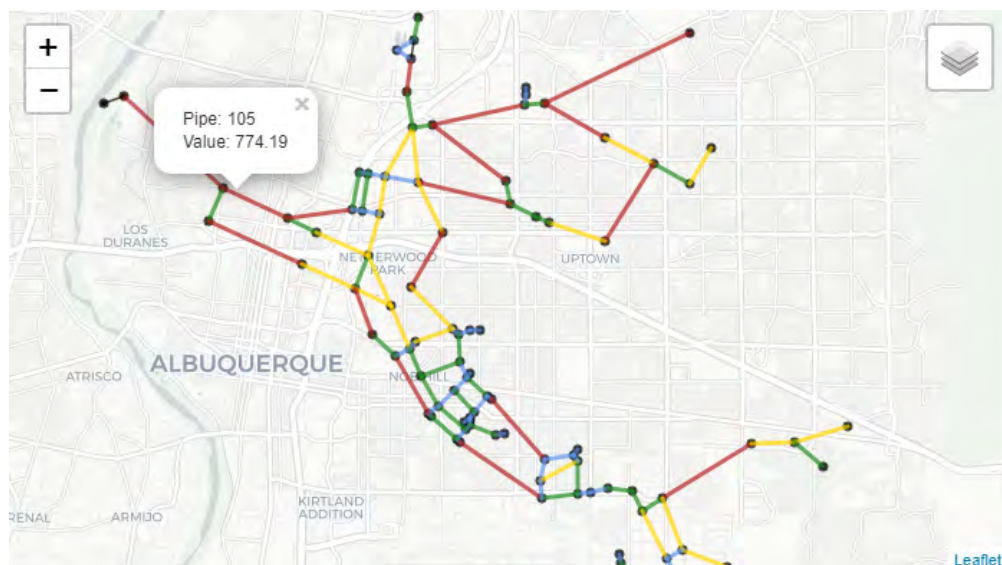 +
−
×
Pipe: 105
Value: 774.19
LOS
DURANES
NETHERWOOD
PARK
UPTOWN
ALBUQUERQUE
ATRISCO
NOB HILL
KIRTLAND
ADDITION
RENAL
ARMIJO
Leaflet